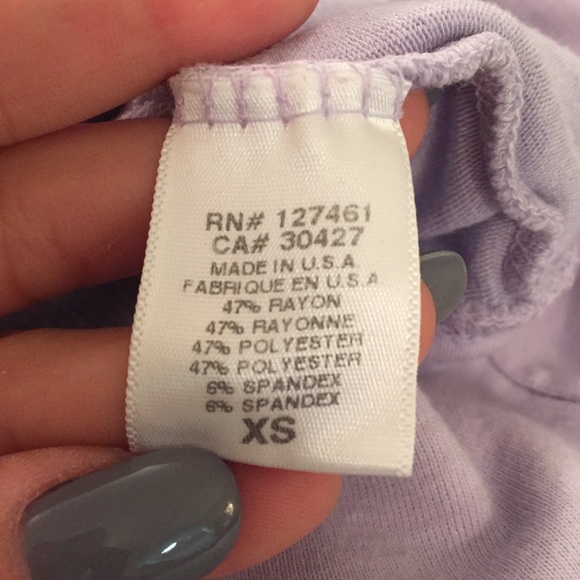 RN# 127461
CA# 30427
MADE IN U.S.A
FABRIQUE EN U.S.A
47% RAYON
47% RAYONNE
47% POLYESTER
47% POLYESTER
6% SPANDEX
6% SPANDEX
XS